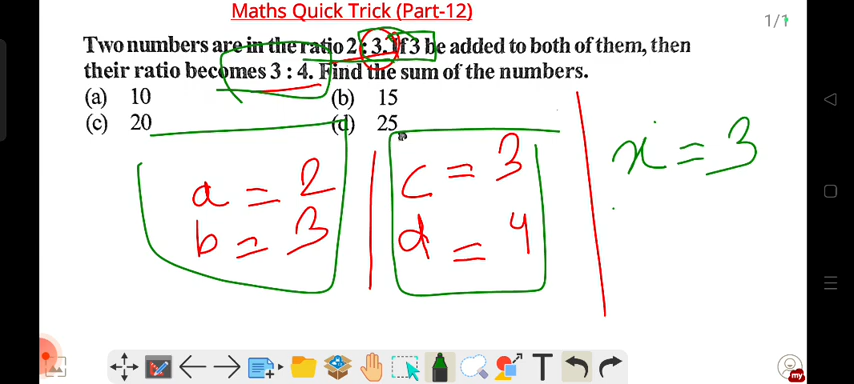 Maths Quick Trick (Part-12)
1/1
Two numbers are in the ratio 2 : 3. If 3 be added to both of them, then
their ratio becomes 3 : 4. Find the sum of the numbers.
(a) 10 (b) 15
(c) 20 (d) 25
a = 2
b = 3
c = 3
d = 4
x = 3
T
my